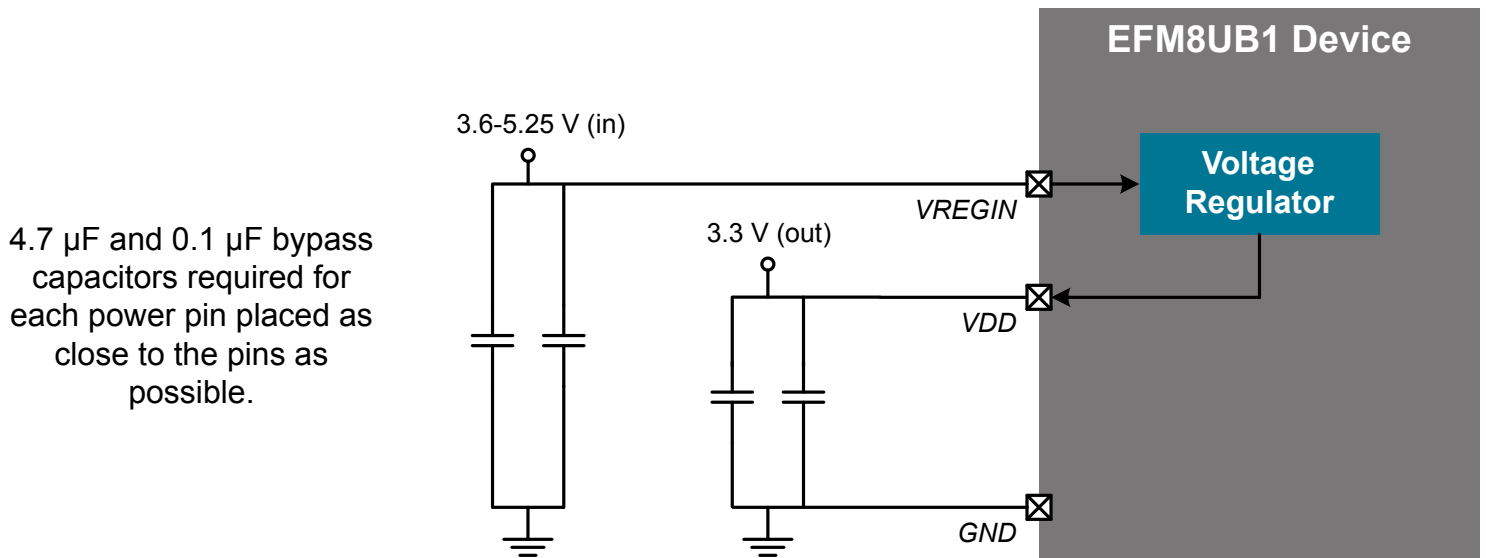 EFM8UB1 Device
3.6-5.25 V (in)
Voltage
Regulator
VREGIN
4.7 µF and 0.1 µF bypass
capacitors required for
each power pin placed as
close to the pins as
possible.
3.3 V (out)
VDD
GND